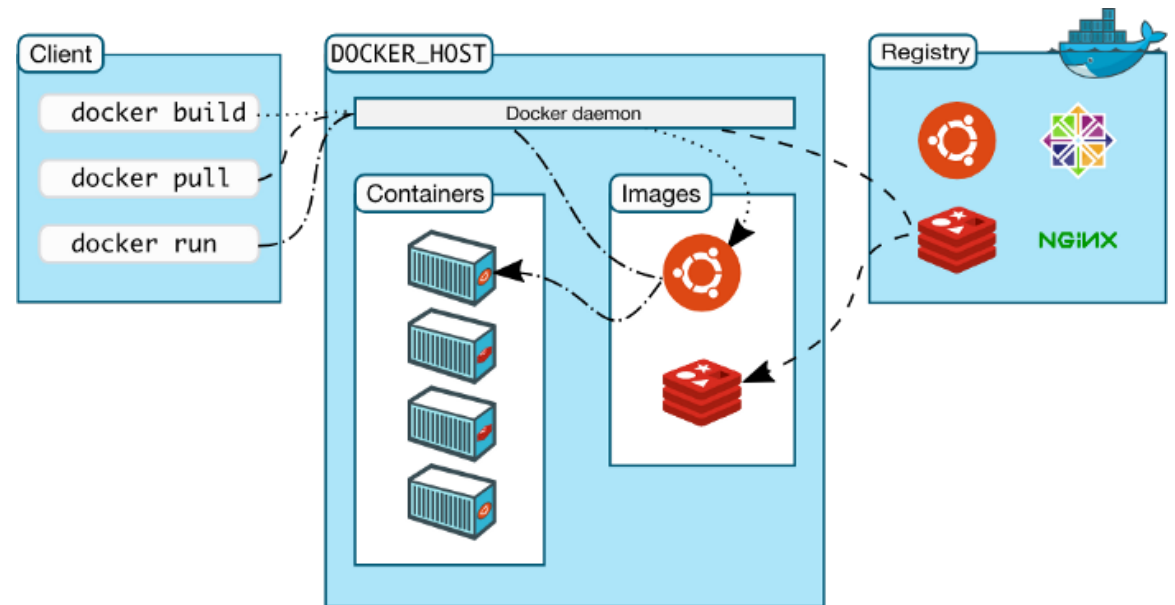 Client
docker build
docker pull
docker run
DOCKER_HOST
Docker daemon
Containers
Images
Registry
NGiNX